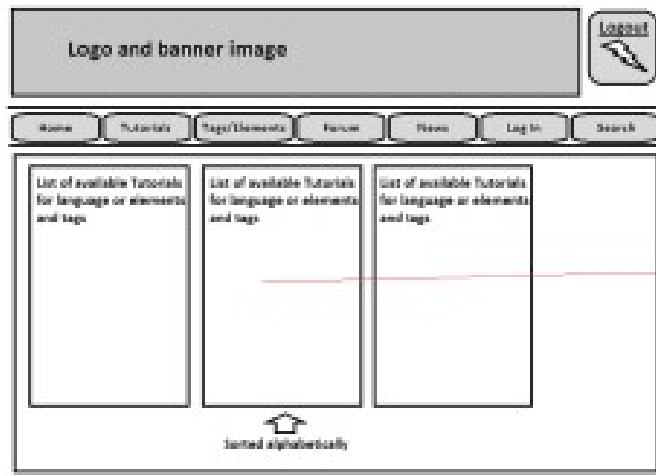 Logo and banner image
Logout
Home Tutorials Tags/Elements Forum News Log In Search
List of available Tutorials
for language or elements
and tags
List of available Tutorials
for language or elements
and tags
List of available Tutorials
for language or elements
and tags
Sorted alphabetically